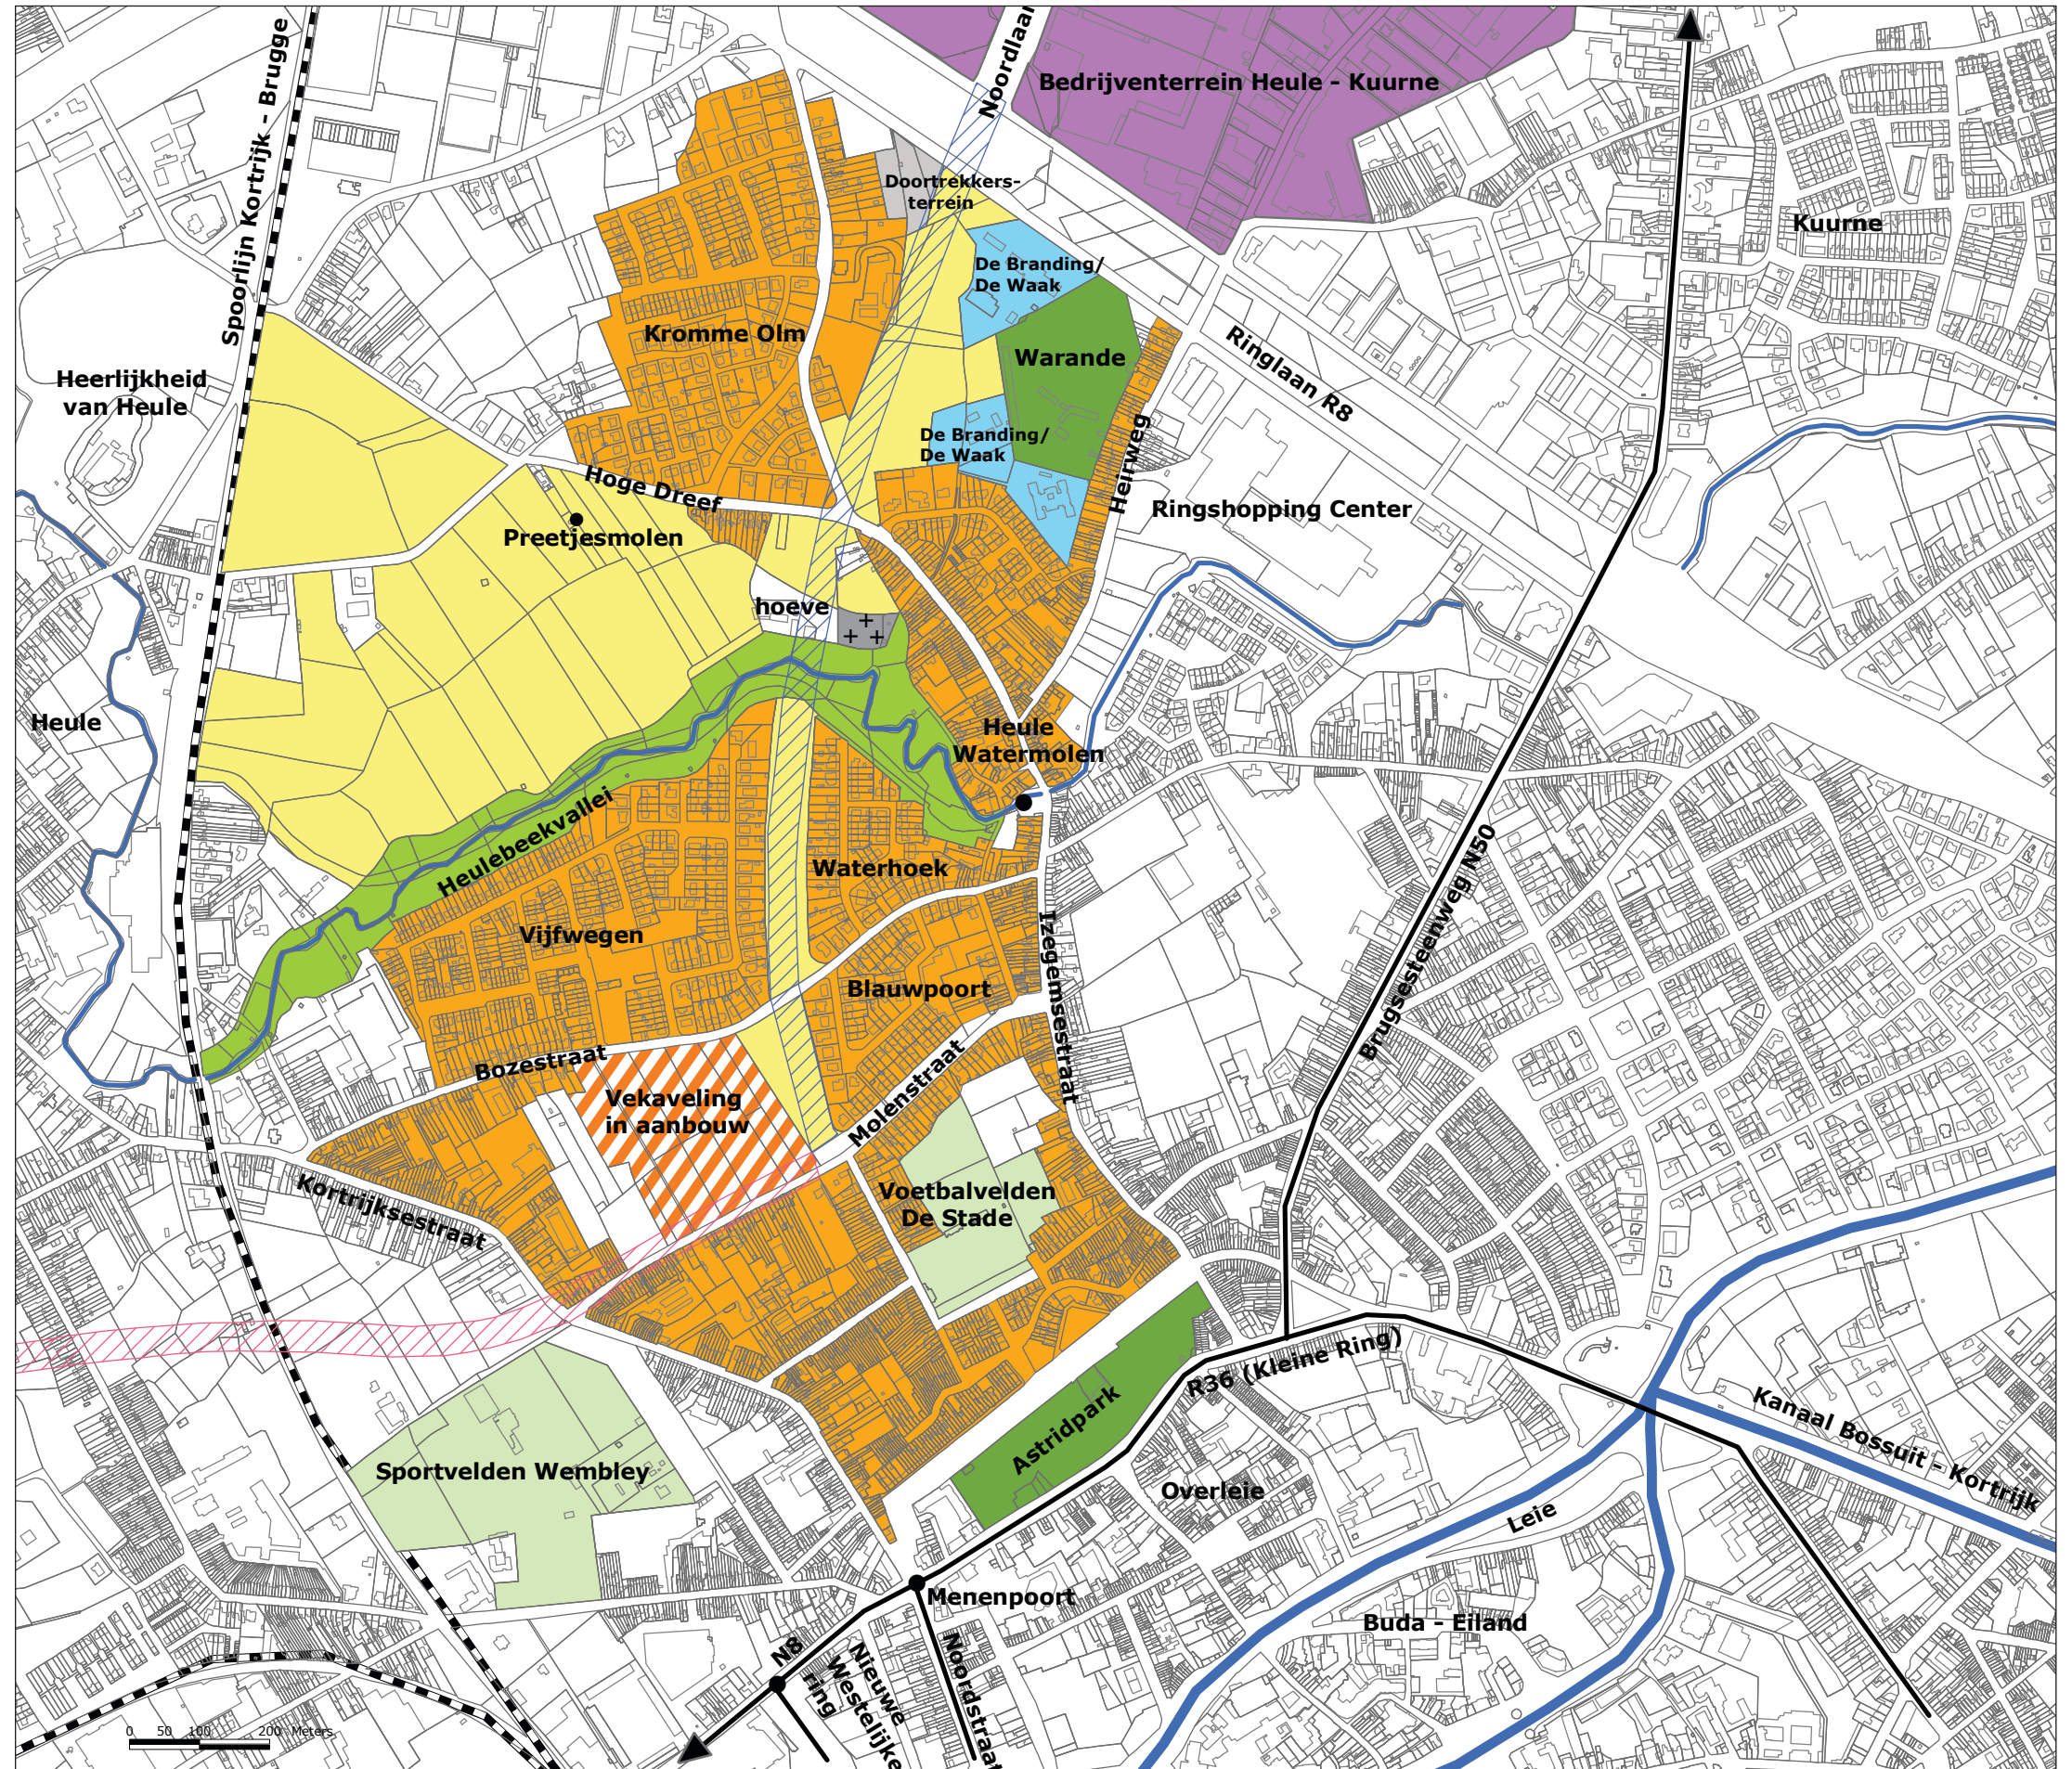 Noordlaan
Spoorlijn Kortrijk - Brugge
Bedrijventerrein Heule - Kuurne
Doortrekkers-
terrein
Kuurne
De Branding/
De Waak
Kromme Olm
Warande
Ringlaan R8
Heerlijkheid
van Heule
De Branding/
De Waak
Heirweg
Hoge Dreef
Ringshopping Center
Preetjesmolen
hoeve
+
+ +
Heule
Heule
Watermolen
Heulebeekvallei
Waterhoek
Brugsesteenweg N50
Vijfwegen
Izegemsestraat
Blauwpoort
Bozestraat
Molenstraat
Vekaveling
in aanbouw
Kortrijksestraat
Voetbalvelden
De Stade
R36 (Kleine Ring)
Astridpark
Kanaal Bossuit - Kortrijk
Sportvelden Wembley
Overleie
Leie
Menenpoort
Buda - Eiland
N8
Nieuwe
Westelijke
ring
Noordstraat
0 50 100 200 Meters